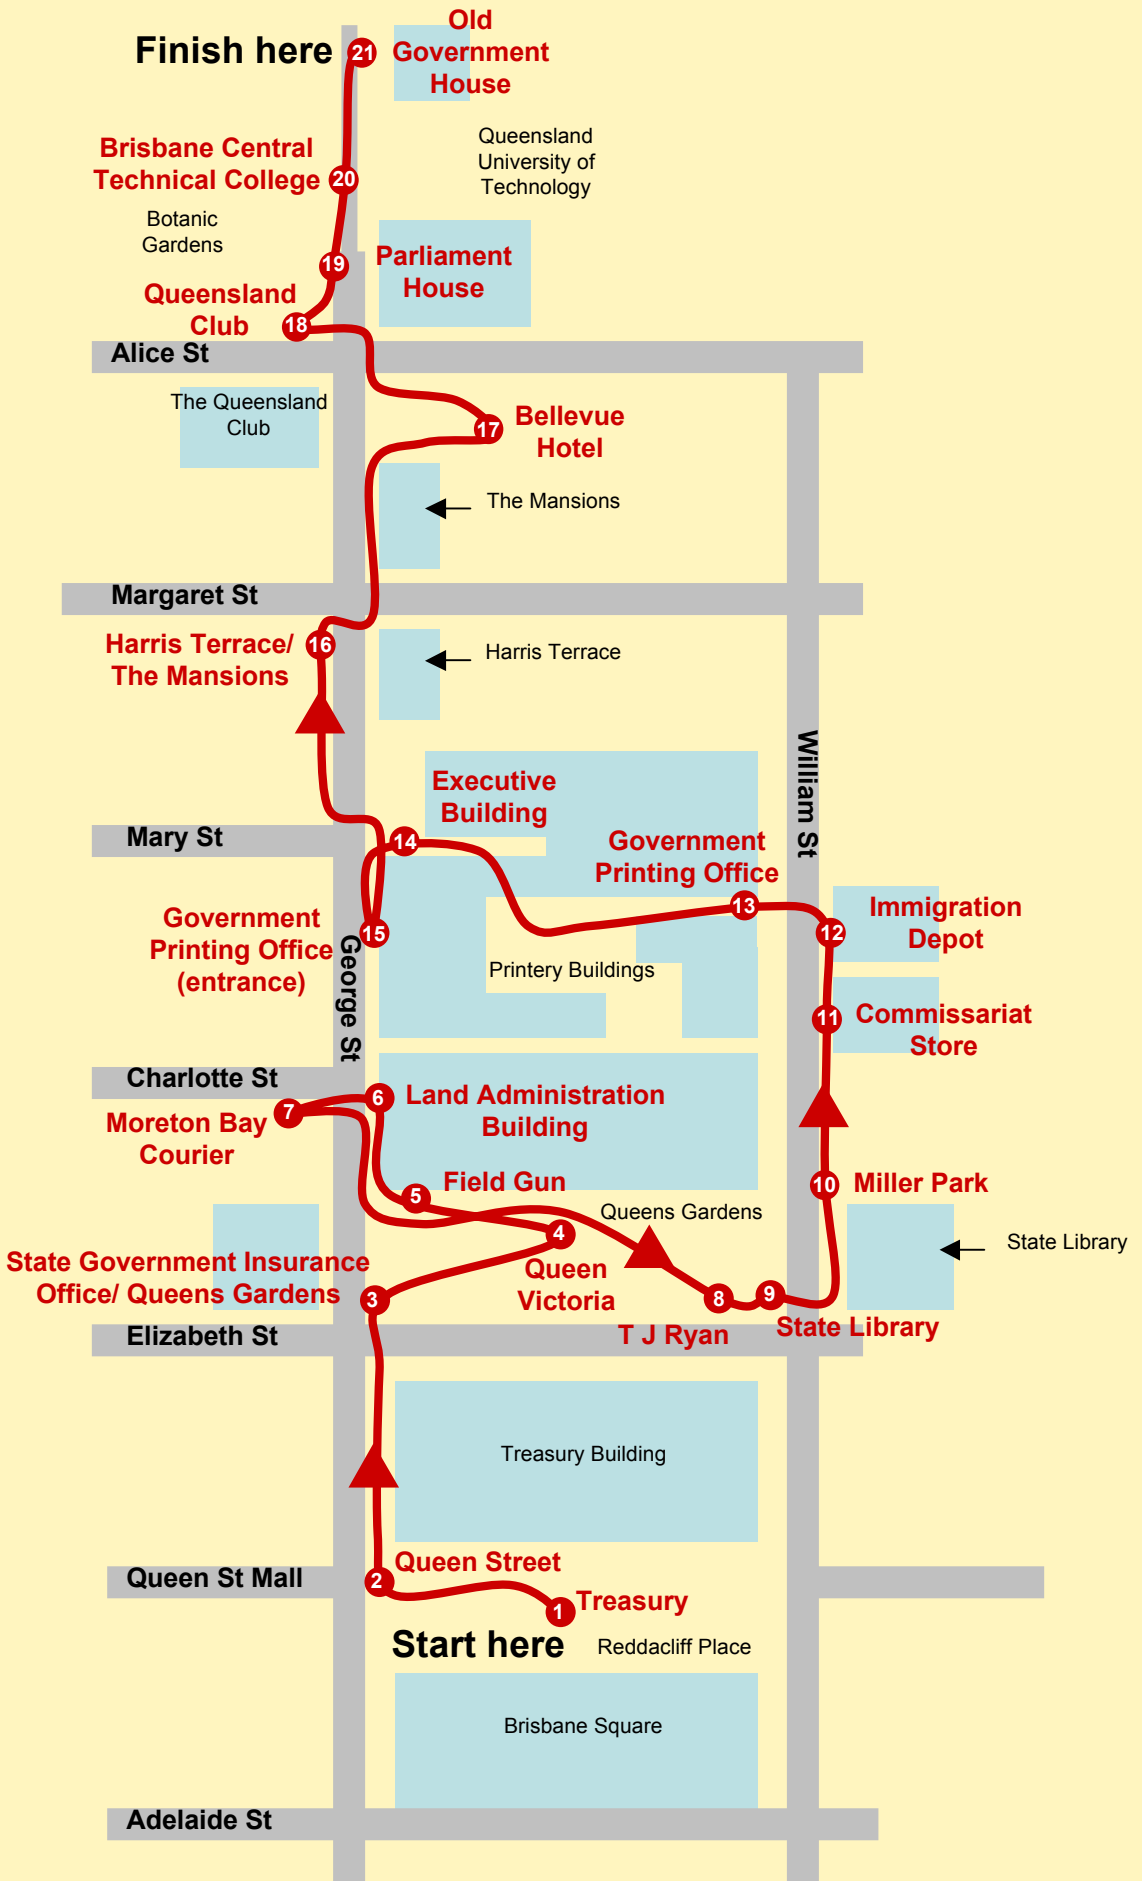 Old
Government
House
Finish here
21
Queensland
University of
Technology
Brisbane Central
Technical College
20
Botanic
Gardens
Parliament
House
19
Queensland
Club
18
Alice St
The Queensland
Club
Bellevue
Hotel
17
The Mansions
Margaret St
Harris Terrace/
The Mansions
16
Harris Terrace
William St
Executive
Building
Mary St
14
Government
Printing Office
13
Government
Printing Office
(entrance)
15
George St
Immigration
Depot
12
Printery Buildings
Commissariat
Store
11
Charlotte St
6
Land Administration
Building
Moreton Bay
Courier
7
Field Gun
5
Miller Park
10
Queens Gardens
4
Queen
Victoria
State Library
State Government Insurance
Office/ Queens Gardens
3
8
T J Ryan
9
State Library
Elizabeth St
Treasury Building
Queen St Mall
2
Queen Street
1
Treasury
Start here
Reddacliff Place
Brisbane Square
Adelaide St